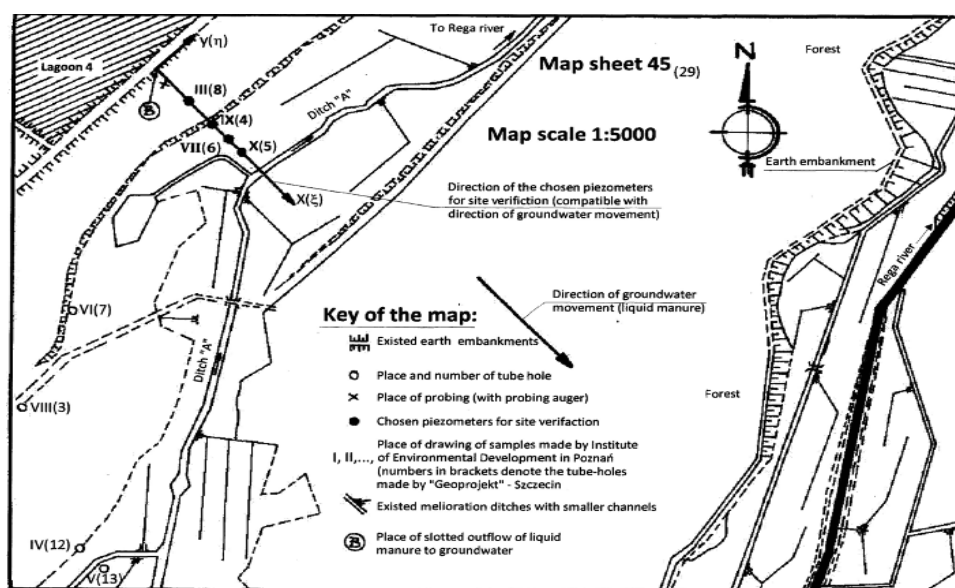 y(η)
To Rega river
Lagoon 4
Map sheet 45 (29)
N
Forest
III(8)
B
IX(4)
Ditch "A"
VII(6)
X(5)
Map scale 1:5000
Earth embankment
X(ξ)
Direction of the chosen piezometers
for site verifiction (compatible with
direction of groundwater movement)
Rega river
VI(7)
Direction of groundwater
movement (liquid manure)
Key of the map:
Existed earth embankments
Ditch "A"
Place and number of tube hole
Forest
Place of probing (with probing auger)
VIII(3)
Chosen piezometers for site verifaction
I, II,...,
Place of drawing of samples made by Institute
of Environmental Development in Poznań
(numbers in brackets denote the tube-holes
made by "Geoprojekt" - Szczecin
Existed melioration ditches with smaller channels
B
Place of slotted outflow of liquid
manure to groundwater
IV(12)
V(13)